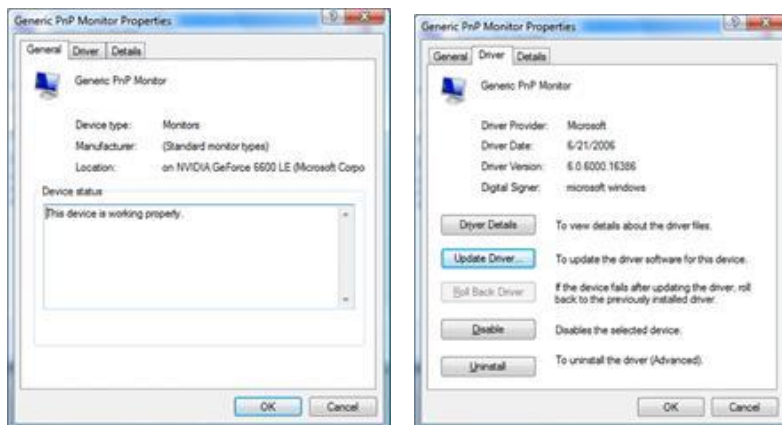 Generic PnP Monitor Properties
General Driver Details
Generic PnP Monitor
Device type: Monitors
Manufacturer: (Standard monitor types)
Location: on NVIDIA GeForce 6600 LE (Microsoft Corpo
Device status
This device is working properly.
OK Cancel
Generic PnP Monitor Properties
General Driver Details
Generic PnP Monitor
Driver Provider: Microsoft
Driver Date: 6/21/2006
Driver Version: 6.0.6000.16386
Digital Signer: microsoft windows
Driver Details To view details about the driver files.
Update Driver... To update the driver software for this device.
Roll Back Driver If the device fails after updating the driver, roll
back to the previously installed driver.
Disable Disables the selected device.
Uninstall To uninstall the driver (Advanced).
OK Cancel